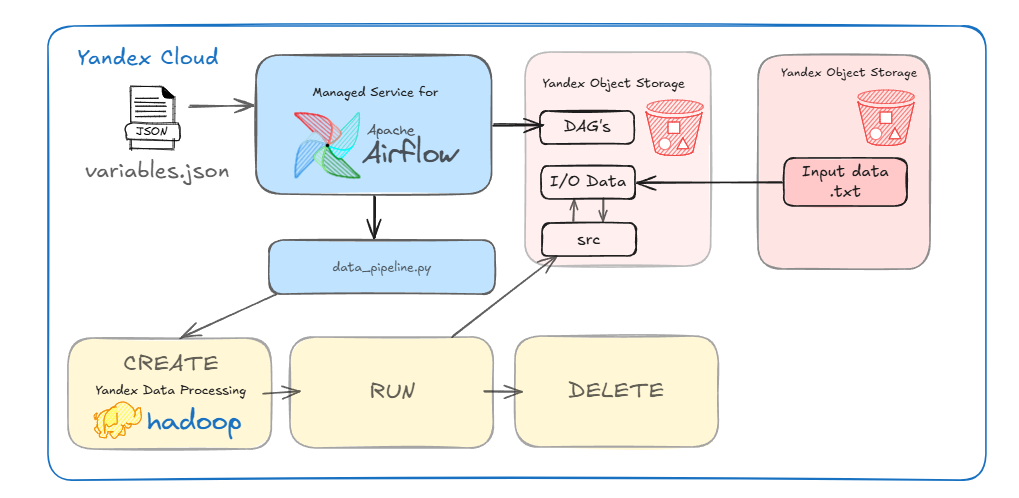 Yandex Cloud
JSON
variables.json
Managed Service for
Apache
Airflow
data_pipeline.py
Yandex Object Storage
DAG's
I/O Data
src
Yandex Object Storage
Input data
.txt
CREATE
Yandex Data Processing
hadoop
RUN
DELETE